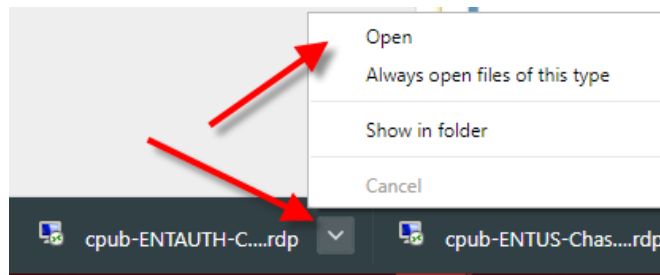 Open
Always open files of this type
Show in folder
Cancel
cpub-ENTAUTH-C....rdp
cpub-ENTUS-Chas....rdp